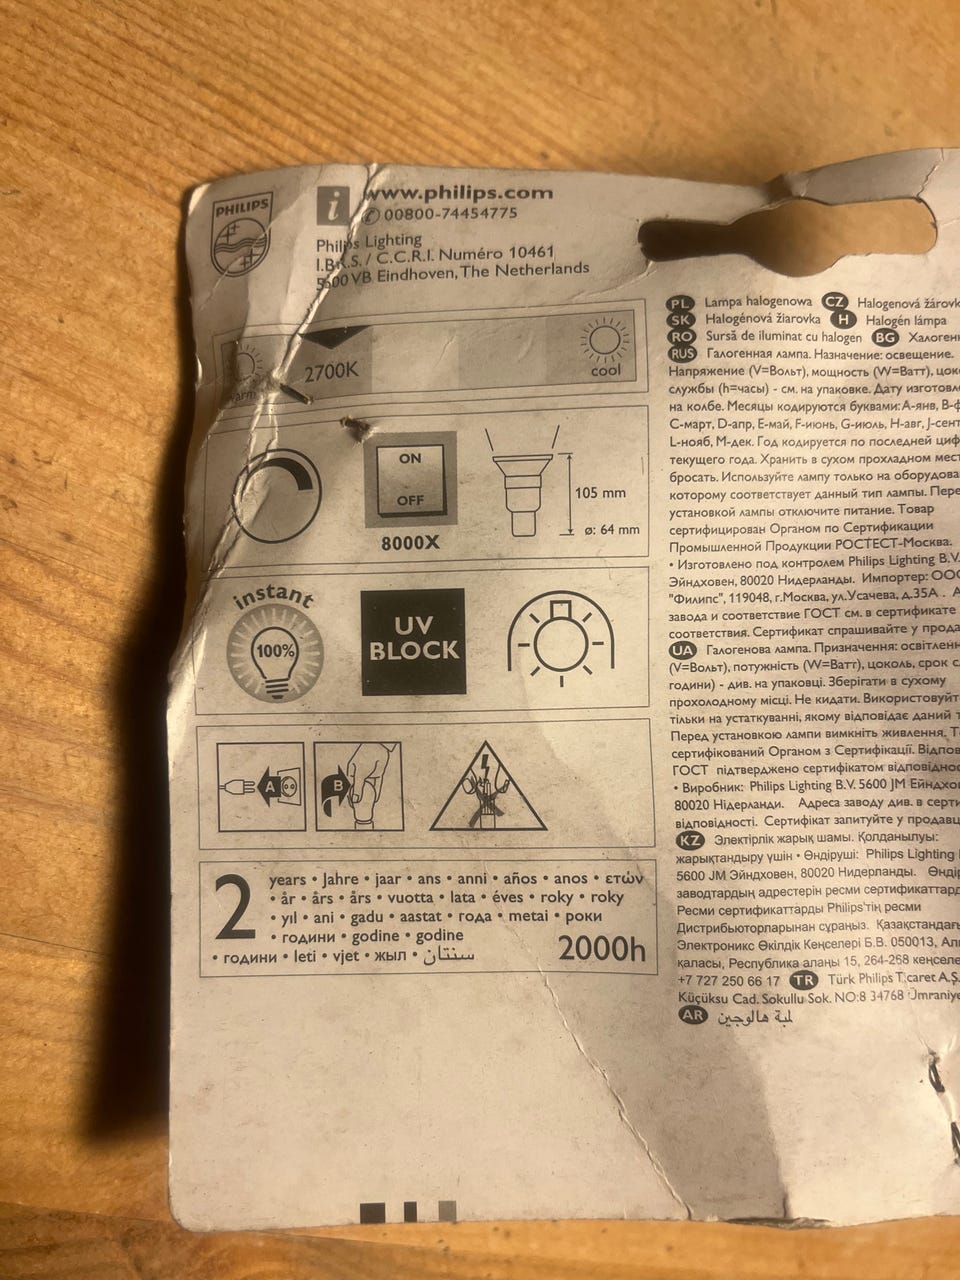 PHILIPS
i www.philips.com
✆ 00800-74454775
Philips Lighting
I.B.R.S. / C.C.R.I. Numéro 10461
5600 VB Eindhoven, The Netherlands
2700K
warm
cool
ON
OFF
8000X
105 mm
ø: 64 mm
instant
100%
UV
BLOCK
A
B
2 years • Jahre • jaar • ans • anni • años • anos • ετών
• år • års • års • vuotta • lata • éves • roky • roky
• yıl • ani • gadu • aastat • года • metai • роки
• години • godine • godine
• години • leti • vjet • жыл • سنتان
2000h
PL Lampa halogenowa CZ Halogenová žárovk
SK Halogénová žiarovka H Halogén lámpa
RO Sursă de iluminat cu halogen BG Халоген
RUS Галогенная лампа. Назначение: освещение.
Напряжение (V=Вольт), мощность (W=Ватт), цок
службы (h=часы) - см. на упаковке. Дату изготовл
на колбе. Месяцы кодируются буквами: А-янв, В-ф
С-март, D-апр, Е-май, F-июнь, G-июль, Н-авг, J-сент
L-нояб, М-дек. Год кодируется по последней циф
текущего года. Хранить в сухом прохладном мест
бросать. Используйте лампу только на оборудова
которому соответствует данный тип лампы. Пере
установкой лампы отключите питание. Товар
сертифицирован Органом по Сертификации
Промышленной Продукции РОСТЕСТ-Москва.
• Изготовлено под контролем Philips Lighting B.V.
Эйндховен, 80020 Нидерланды. Импортер: ООО
"Филипс", 119048, г.Москва, ул.Усачева, д.35А . А
завода и соответствие ГОСТ см. в сертификате
соответствия. Сертификат спрашивайте у прода
UA Галогенова лампа. Призначення: освітленн
(V=Вольт), потужність (W=Ватт), цоколь, срок с
години) - див. на упаковці. Зберігати в сухому
прохолодному місці. Не кидати. Використовуйт
тільки на устаткуванні, якому відповідає даний т
Перед установкою лампи вимкніть живлення. Т
сертифікований Органом з Сертифікації. Відпов
ГОСТ підтверджено сертифікатом відповіднос
• Виробник: Philips Lighting B.V. 5600 JM Ейндхо
80020 Нідерланди. Адреса заводу див. в серти
відповідності. Сертифікат запитуйте у продавц
KZ Электірлік жарық шамы. Қолданылуы:
жарықтандыру үшін • Өндіруші: Philips Lighting
5600 JM Эйндховен, 80020 Нидерланды. Өнді
заводтардың адрестерін ресми сертификаттард
Ресми сертификаттарды Philips'тің ресми
Дистрибьюторларынан сұраңыз. Қазақстандағ
Электроникс Өкілдік Кеңселері Б.В. 050013, Ал
қаласы, Республика алаңы 15, 264-268 кеңселе
+7 727 250 66 17 TR Türk Philips Ticaret A.Ş.
Küçüksu Cad. Sokullu Sok. NO:8 34768 Ümraniye
AR لمبة هالوجين